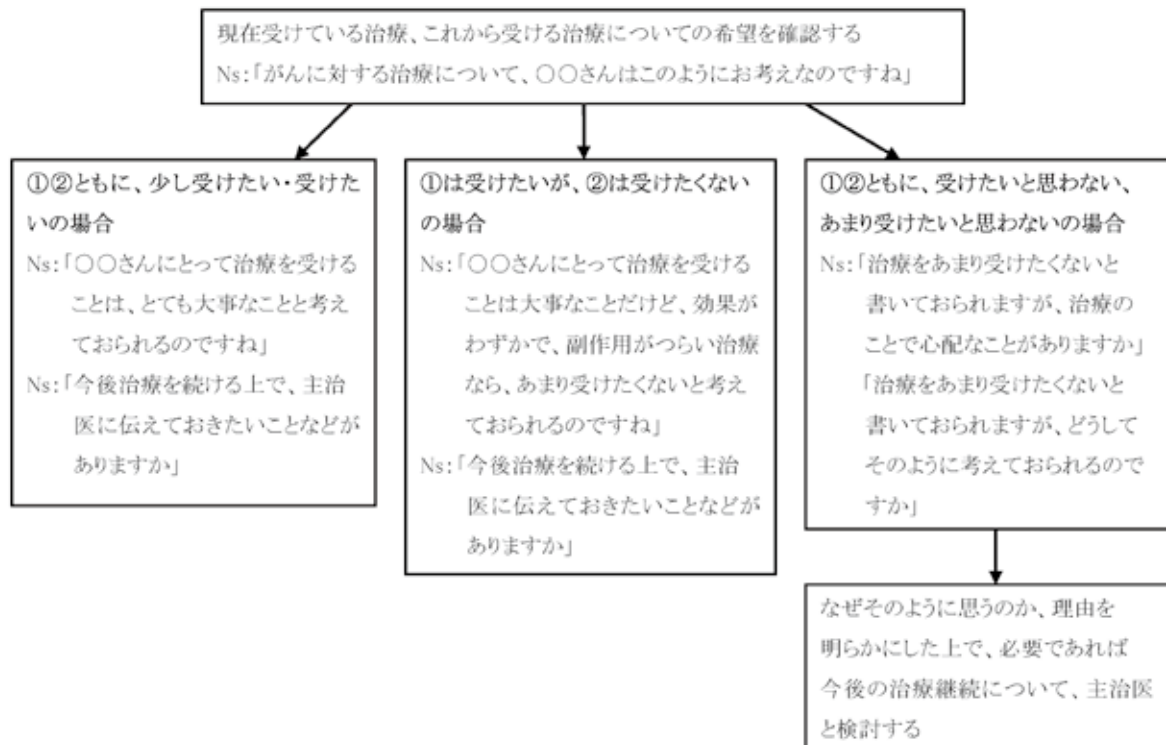 現在受けている治療、これから受ける治療についての希望を確認する
Ns:「がんに対する治療について、〇〇さんはこのようにお考えなのですね」
①②ともに、少し受けたい・受けた
いの場合
Ns:「〇〇さんにとって治療を受ける
ことは、とても大事なことと考え
ておられるのですね」
Ns:「今後治療を続ける上で、主治
医に伝えておきたいことなどが
ありますか」
①は受けたいが、②は受けたくない
の場合
Ns:「〇〇さんにとって治療を受ける
ことは大事なことだけど、効果が
わずかで、副作用がつらい治療
なら、あまり受けたくないと考え
ておられるのですね」
Ns:「今後治療を続ける上で、主治
医に伝えておきたいことなどが
ありますか」
①②ともに、受けたいと思わない、
あまり受けたいと思わないの場合
Ns:「治療をあまり受けたくないと
書いておられますが、治療の
ことで心配なことがありますか」
「治療をあまり受けたくないと
書いておられますが、どうして
そのように考えておられるので
すか」
なぜそのように思うのか、理由を
明らかにした上で、必要であれば
今後の治療継続について、主治医
と検討する